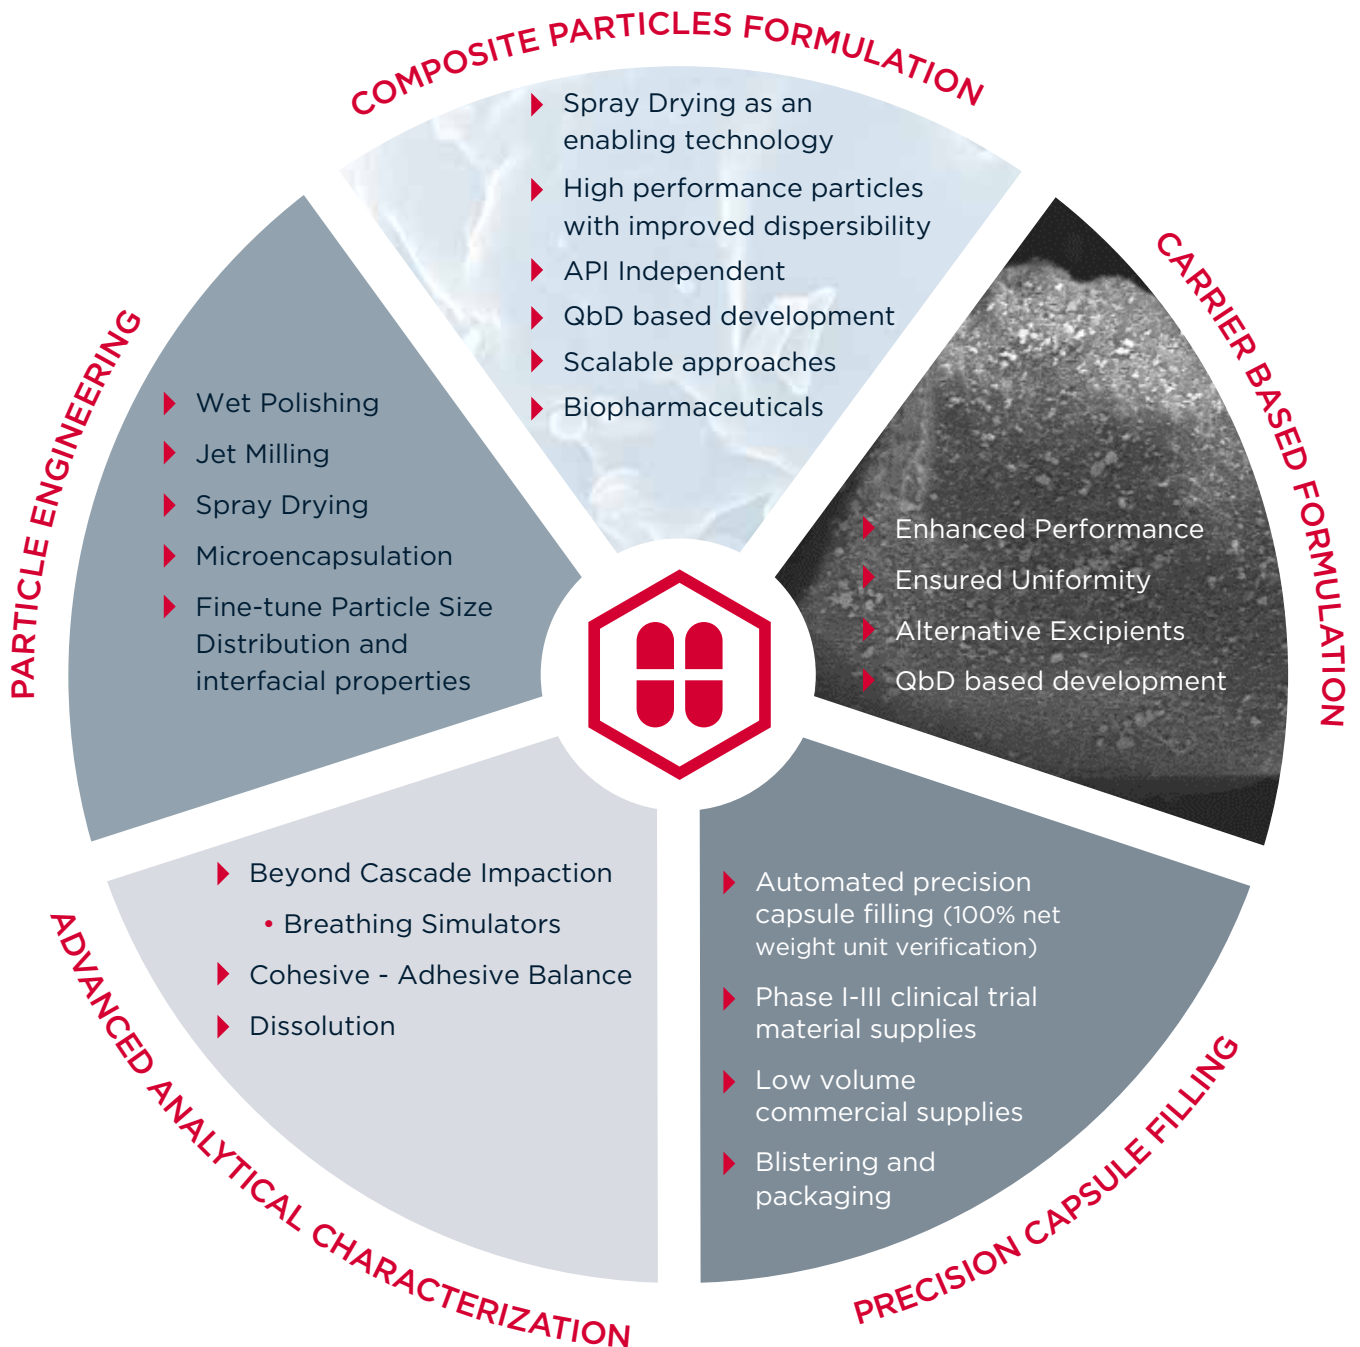 COMPOSITE PARTICLES FORMULATION
Spray Drying as an
enabling technology
High performance particles
with improved dispersibility
API Independent
QbD based development
Scalable approaches
Biopharmaceuticals
CARRIER BASED FORMULATION
Enhanced Performance
Ensured Uniformity
Alternative Excipients
QbD based development
PRECISION CAPSULE FILLING
Automated precision
capsule filling (100% net
weight unit verification)
Phase I-III clinical trial
material supplies
Low volume
commercial supplies
Blistering and
packaging
ADVANCED ANALYTICAL CHARACTERIZATION
Beyond Cascade Impaction
• Breathing Simulators
Cohesive - Adhesive Balance
Dissolution
PARTICLE ENGINEERING
Wet Polishing
Jet Milling
Spray Drying
Microencapsulation
Fine-tune Particle Size
Distribution and
interfacial properties